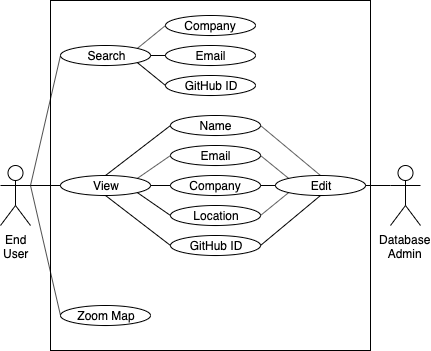 Company
Search
Email
GitHub ID
Name
Email
View
Company
Edit
Location
End
User
Database
Admin
GitHub ID
Zoom Map